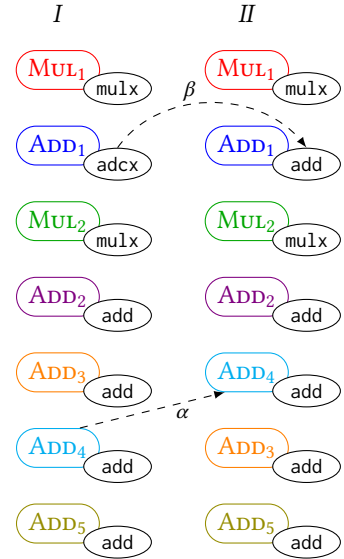 I II
MUL1 mulx MUL1 mulx
β
ADD1 adcx ADD1 add
MUL2 mulx MUL2 mulx
ADD2 add ADD2 add
ADD3 add ADD4 add
α
ADD4 add ADD3 add
ADD5 add ADD5 add